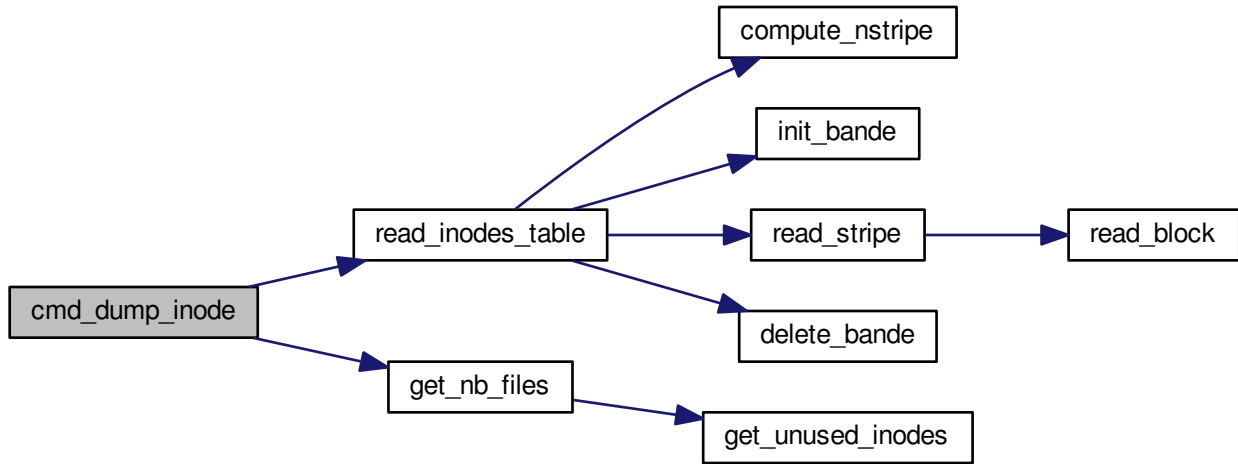 compute_nstripe
init_bande
read_inodes_table
read_stripe
read_block
cmd_dump_inode
delete_bande
get_nb_files
get_unused_inodes